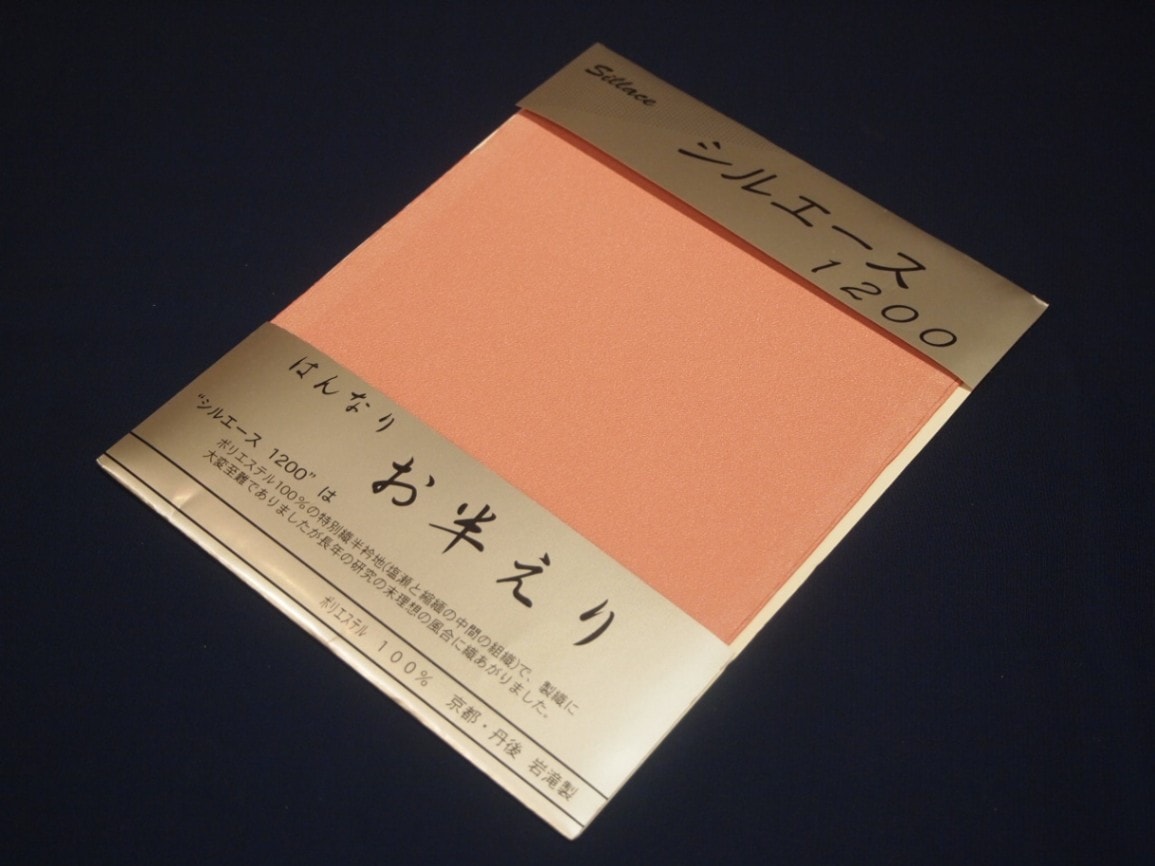 Sillace
シルエース
1200
はんなり
お半えり
"シルエース 1200" は
ポリエステル100%の特別織半衿地(塩瀬と縮緬の中間の組織)で、製織に
大変至難でありましたが長年の研究の末理想の風合に織あがりました。
ポリエステル 100% 京都・丹後 岩滝製